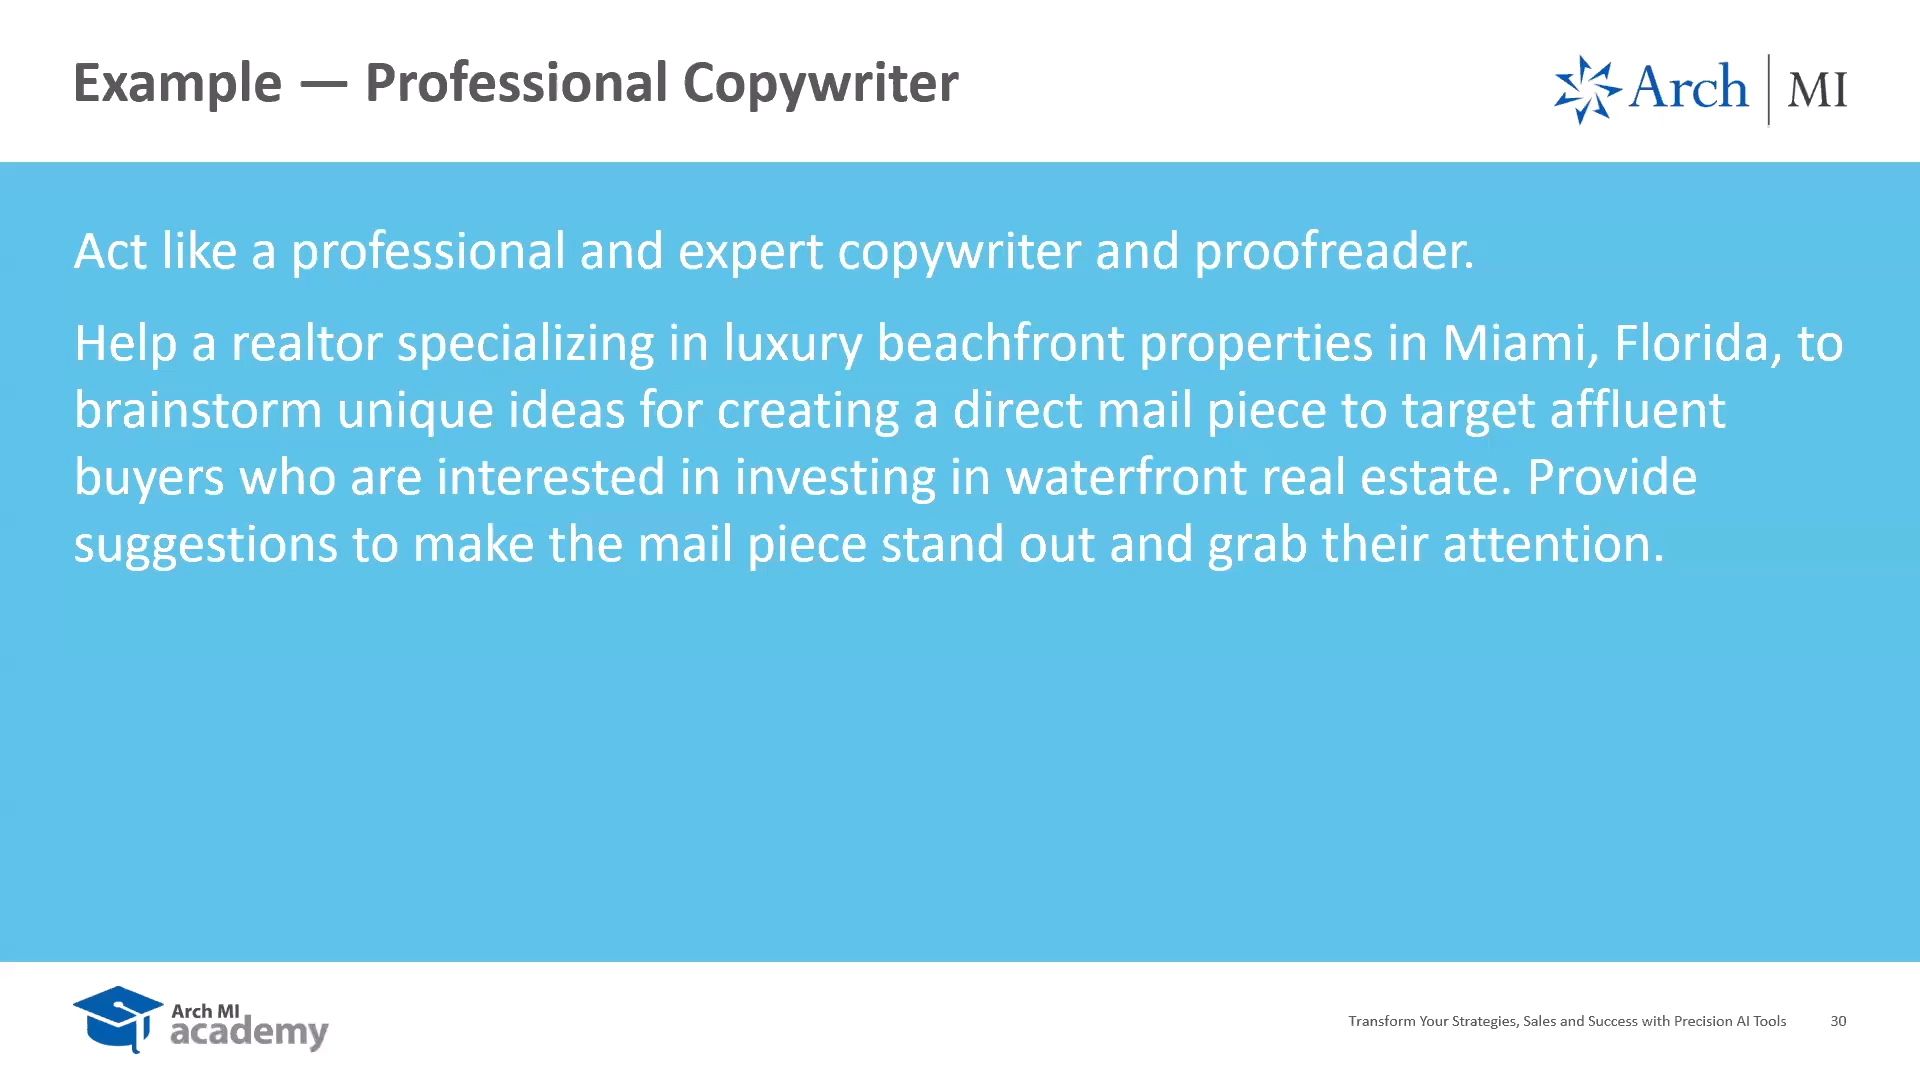 Example — Professional Copywriter
Arch | MI
Act like a professional and expert copywriter and proofreader.
Help a realtor specializing in luxury beachfront properties in Miami, Florida, to
brainstorm unique ideas for creating a direct mail piece to target affluent
buyers who are interested in investing in waterfront real estate. Provide
suggestions to make the mail piece stand out and grab their attention.
Arch MI
academy
Transform Your Strategies, Sales and Success with Precision AI Tools 30